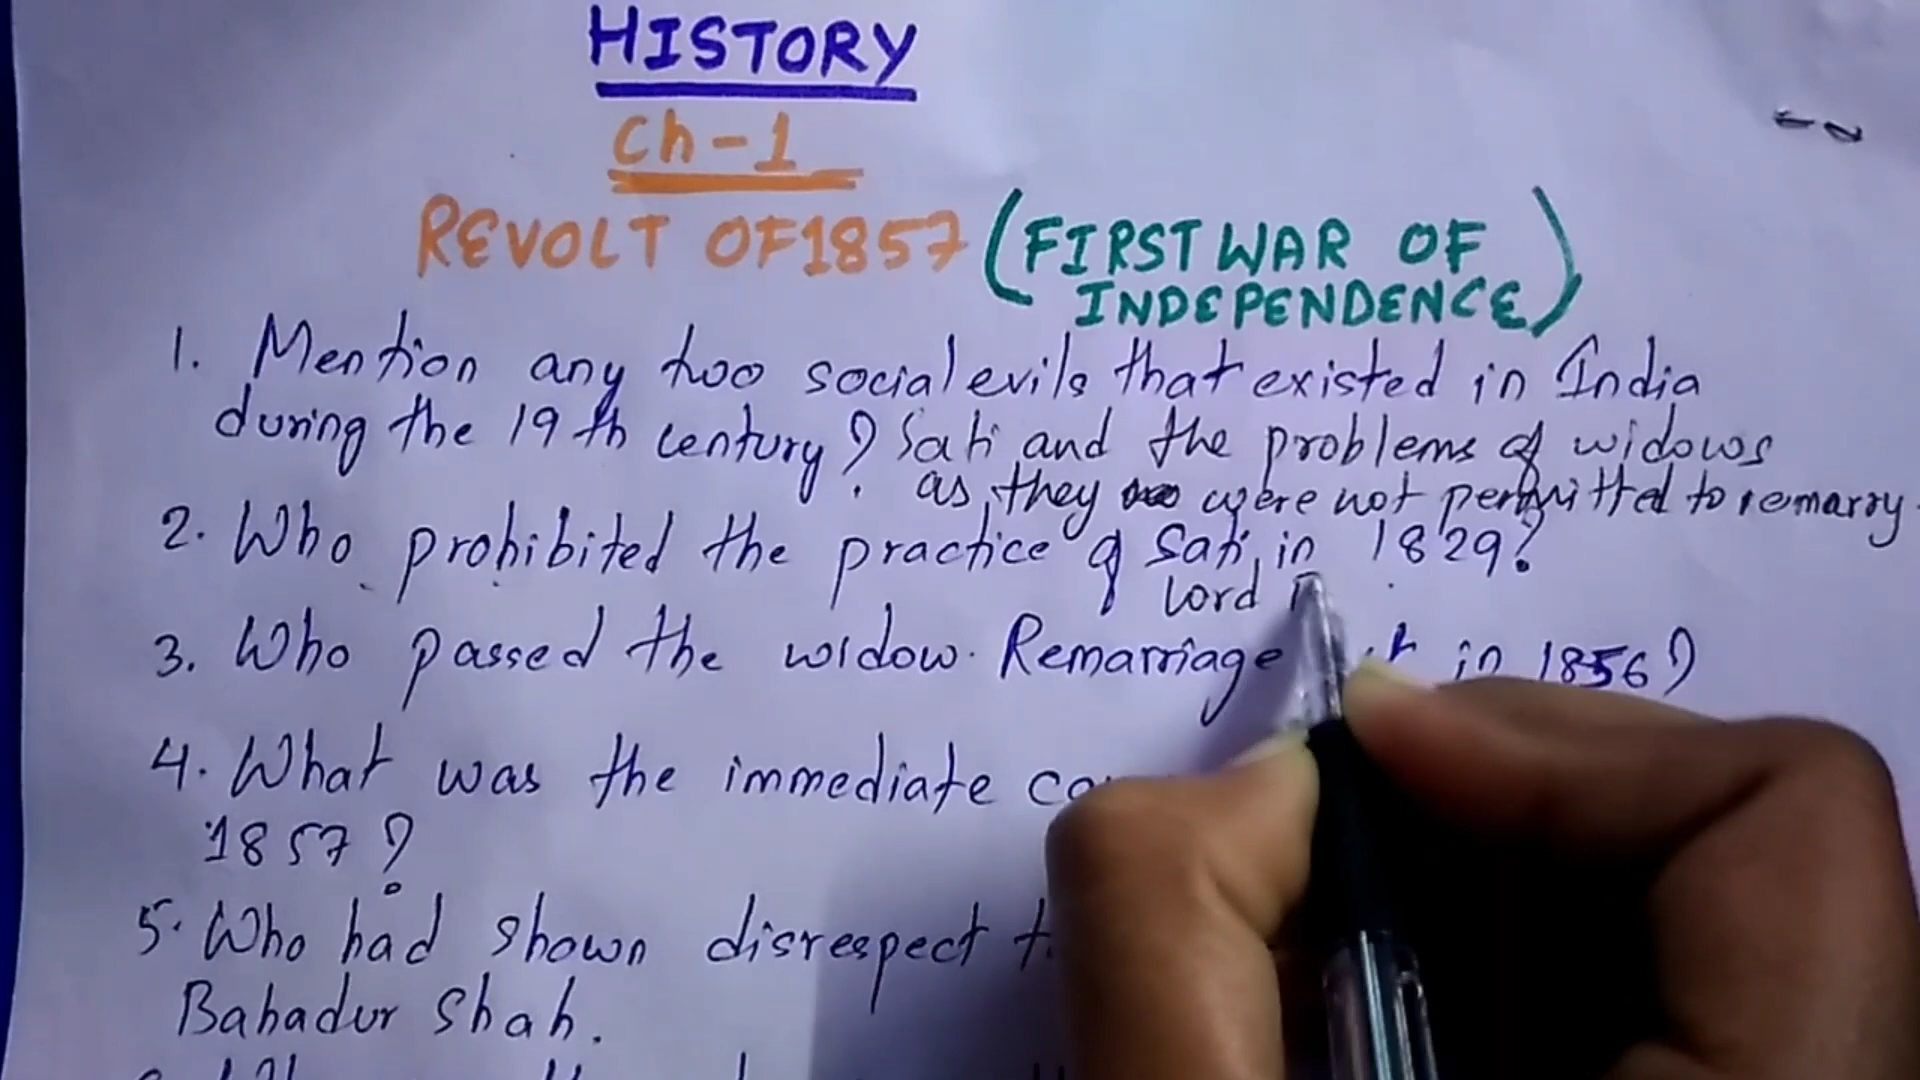 HISTORY
Ch-1
REVOLT OF 1857 (FIRST WAR OF
INDEPENDENCE)
1. Mention any two social evils that existed in India
during the 19th century? Sati and the problems of widows
as they were not permitted to remarry.
2. Who prohibited the practice of Sati in 1829?
Lord
3. Who passed the widow Remarriage in 1856?
4. What was the immediate
1857?
5. Who had shown disrespect
Bahadur Shah.